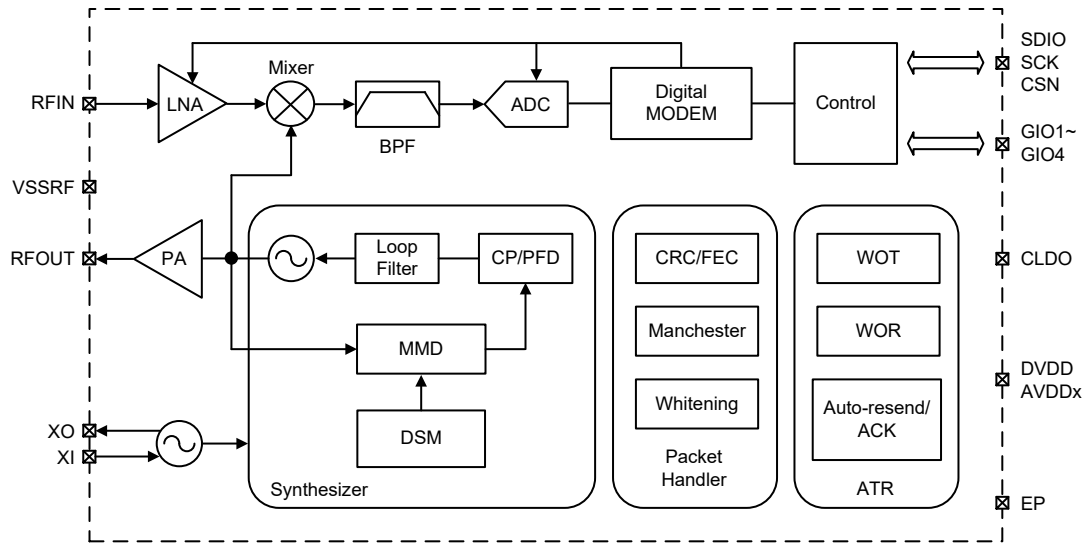 SDIO
SCK
CSN
Mixer
RFIN
LNA
ADC
Digital
MODEM
Control
BPF
GIO1~
GIO4
VSSRF
RFOUT
PA
Loop
Filter
CP/PFD
CRC/FEC
WOT
CLDO
MMD
Manchester
WOR
DVDD
AVDDx
XO
XI
DSM
Whitening
Auto-resend/
ACK
Synthesizer
Packet
Handler
ATR
EP